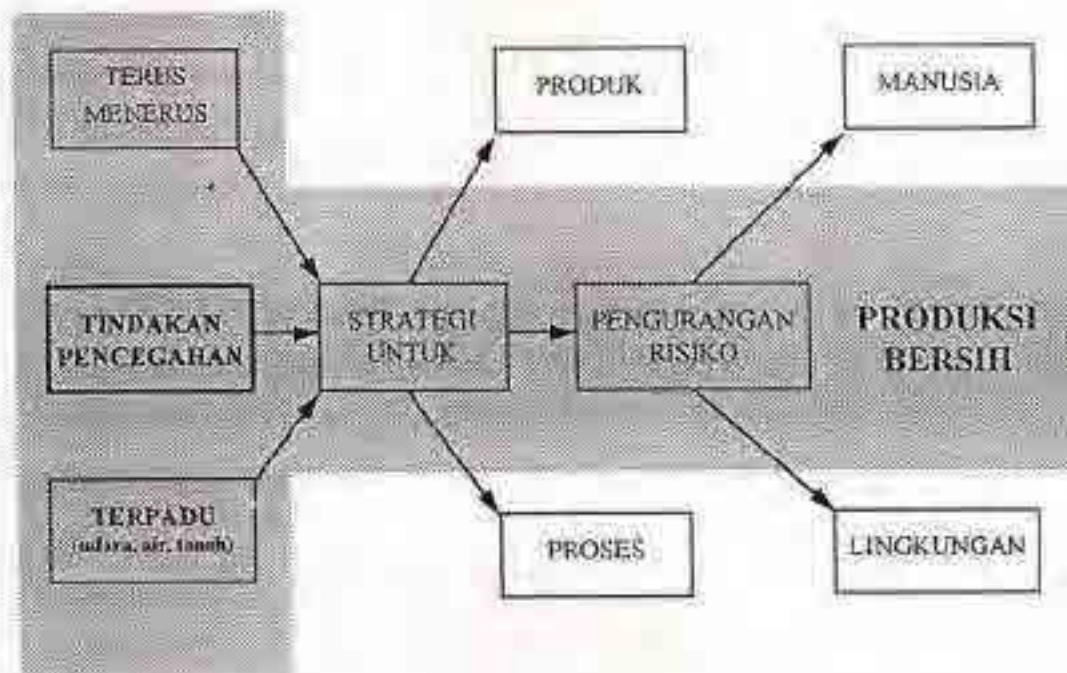 TERUS
MENERUS
PRODUK
MANUSIA
TINDAKAN
PENCEGAHAN
STRATEGI
UNTUK
PENGURANGAN
RISIKO
PRODUKSI
BERSIH
TERPADU
(udara, air, tanah)
PROSES
LINGKUNGAN